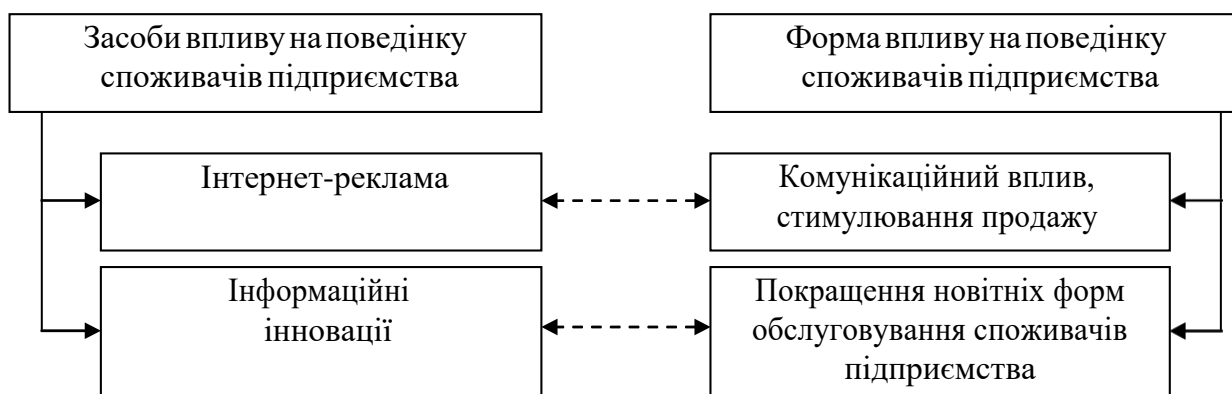 Засоби впливу на поведінку
споживачів підприємства
Форма впливу на поведінку
споживачів підприємства
Інтернет-реклама
Комунікаційний вплив,
стимулювання продажу
Інформаційні
інновації
Покращення новітніх форм
обслуговування споживачів
підприємства